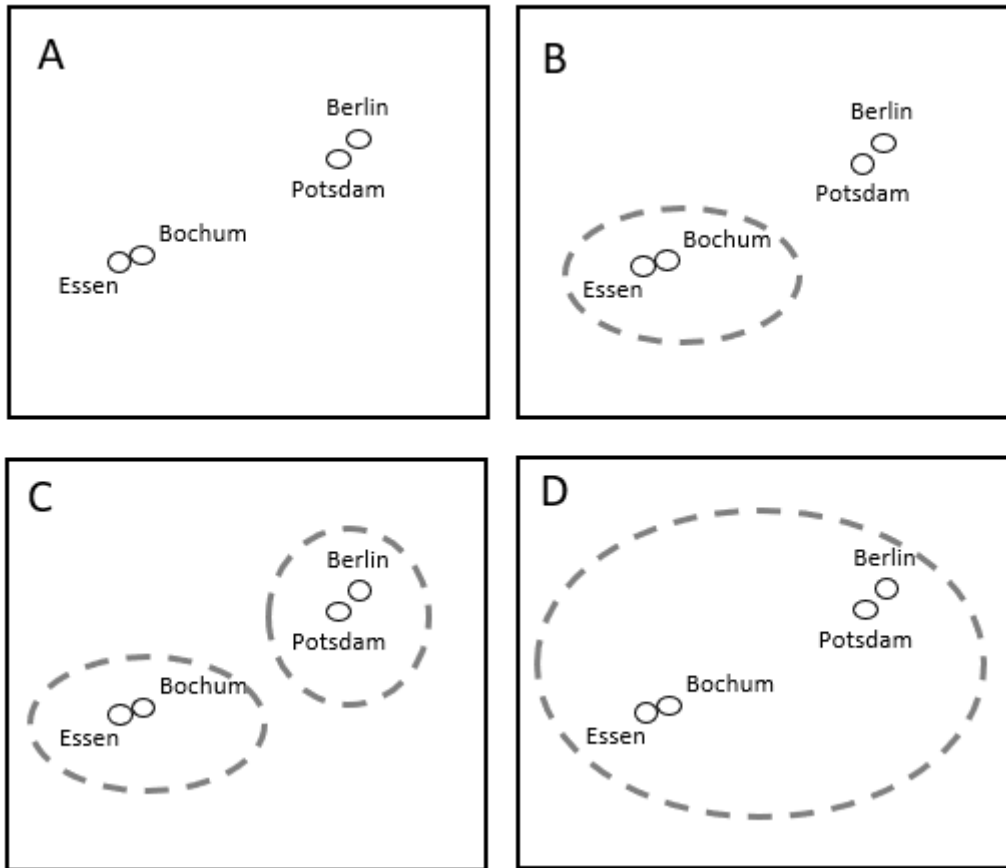 A
Berlin
Potsdam
Bochum
Essen
B
Berlin
Potsdam
Bochum
Essen
C
Berlin
Potsdam
Bochum
Essen
D
Berlin
Potsdam
Bochum
Essen